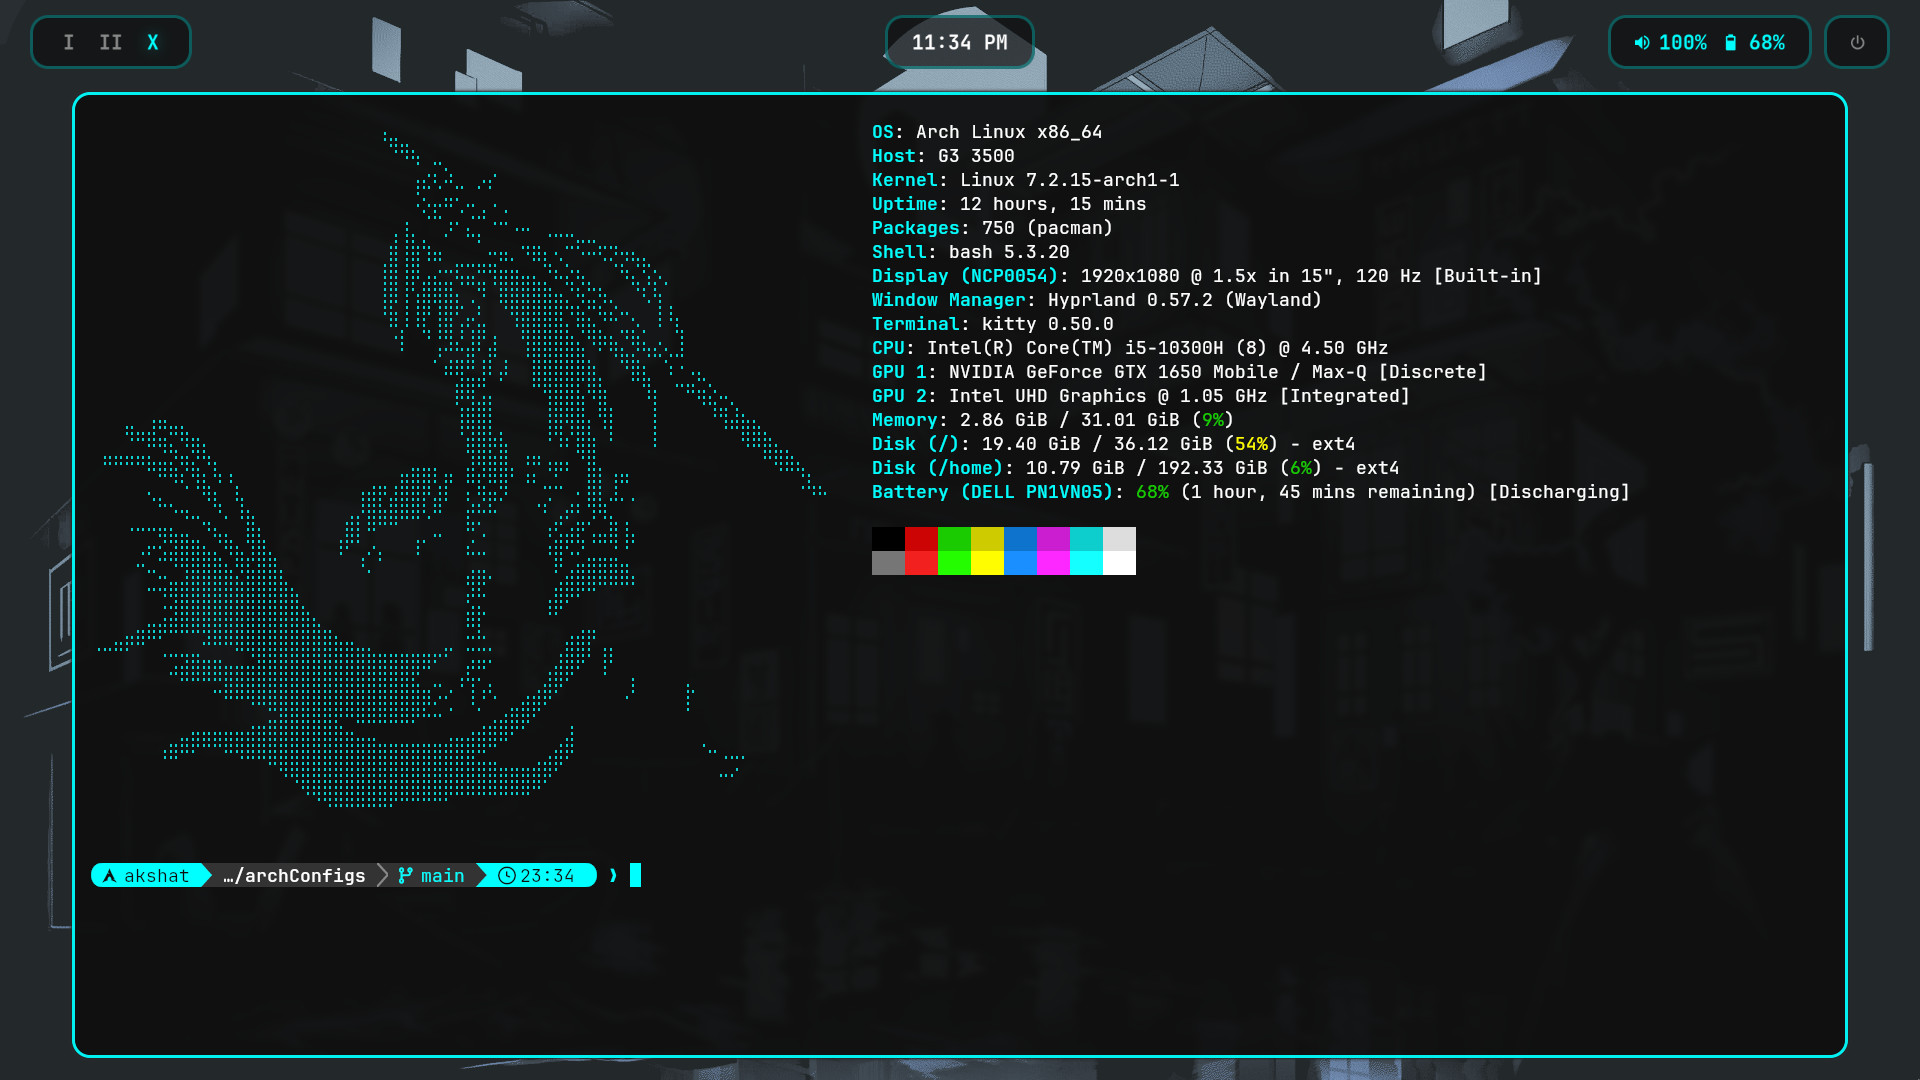 I II X
11:34 PM
100% 68%
OS: Arch Linux x86_64
Host: G3 3500
Kernel: Linux 7.2.15-arch1-1
Uptime: 12 hours, 15 mins
Packages: 750 (pacman)
Shell: bash 5.3.20
Display (NCP0054): 1920x1080 @ 1.5x in 15", 120 Hz [Built-in]
Window Manager: Hyprland 0.57.2 (Wayland)
Terminal: kitty 0.50.0
CPU: Intel(R) Core(TM) i5-10300H (8) @ 4.50 GHz
GPU 1: NVIDIA GeForce GTX 1650 Mobile / Max-Q [Discrete]
GPU 2: Intel UHD Graphics @ 1.05 GHz [Integrated]
Memory: 2.86 GiB / 31.01 GiB (9%)
Disk (/): 19.40 GiB / 36.12 GiB (54%) - ext4
Disk (/home): 10.79 GiB / 192.33 GiB (6%) - ext4
Battery (DELL PN1VN05): 68% (1 hour, 45 mins remaining) [Discharging]
akshat …/archConfigs main 23:34 ❯